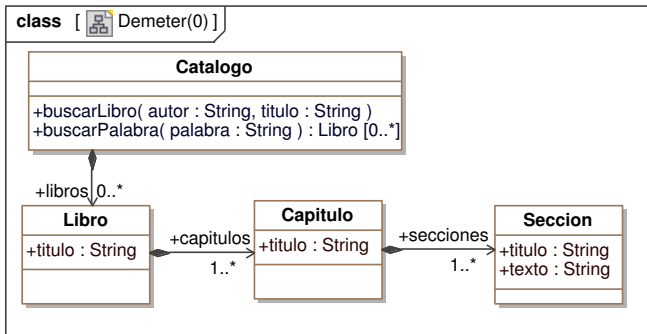 class [ Demeter(0) ]
Catalogo
+buscarLibro( autor : String, titulo : String )
+buscarPalabra( palabra : String ) : Libro [0..*]
+libros 0..*
Libro
+titulo : String
+capitulos
1..*
Capitulo
+titulo : String
+secciones
1..*
Seccion
+titulo : String
+texto : String